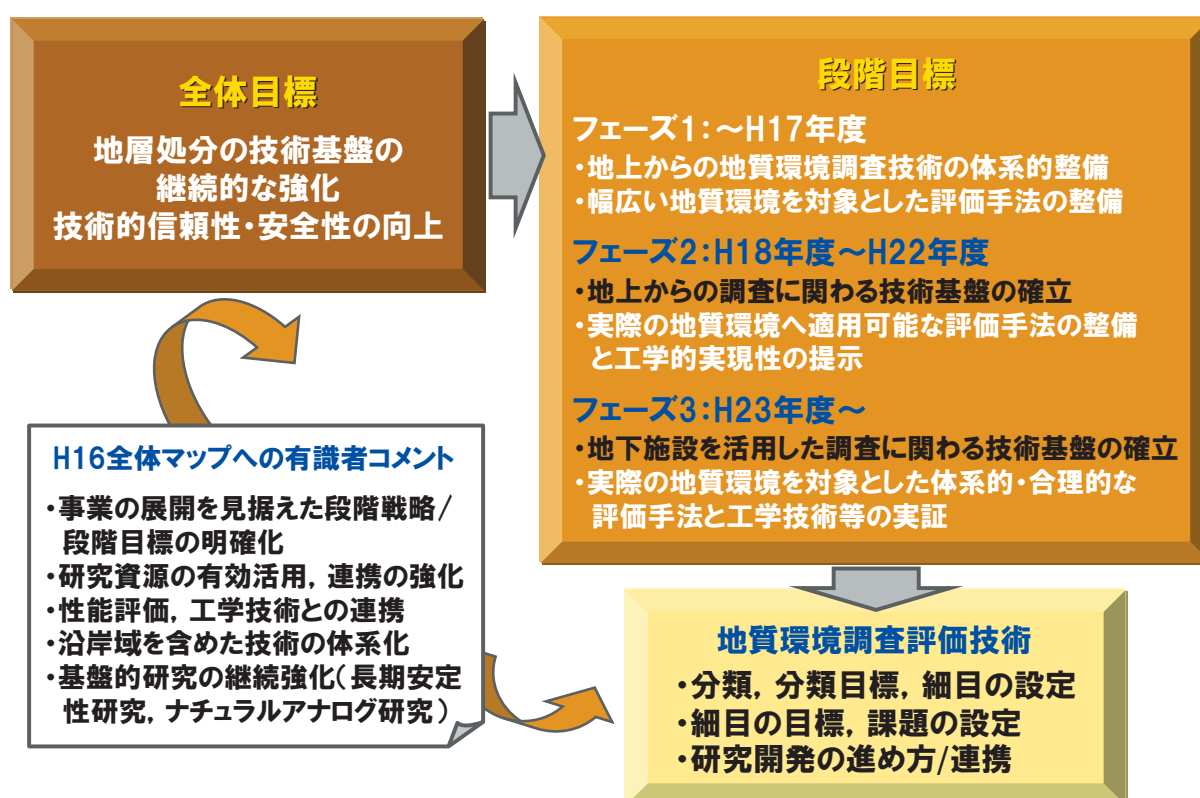 全体目標
地層処分の技術基盤の
継続的な強化
技術的信頼性・安全性の向上
段階目標
フェーズ1:～H17年度
・地上からの地質環境調査技術の体系的整備
・幅広い地質環境を対象とした評価手法の整備
フェーズ2:H18年度～H22年度
・地上からの調査に関わる技術基盤の確立
・実際の地質環境へ適用可能な評価手法の整備
と工学的実現性の提示
フェーズ3:H23年度～
・地下施設を活用した調査に関わる技術基盤の確立
・実際の地質環境を対象とした体系的・合理的な
評価手法と工学技術等の実証
H16全体マップへの有識者コメント
・事業の展開を見据えた段階戦略/
段階目標の明確化
・研究資源の有効活用, 連携の強化
・性能評価, 工学技術との連携
・沿岸域を含めた技術の体系化
・基盤的研究の継続強化(長期安定
性研究, ナチュラルアナログ研究)
地質環境調査評価技術
・分類, 分類目標, 細目の設定
・細目の目標, 課題の設定
・研究開発の進め方/連携